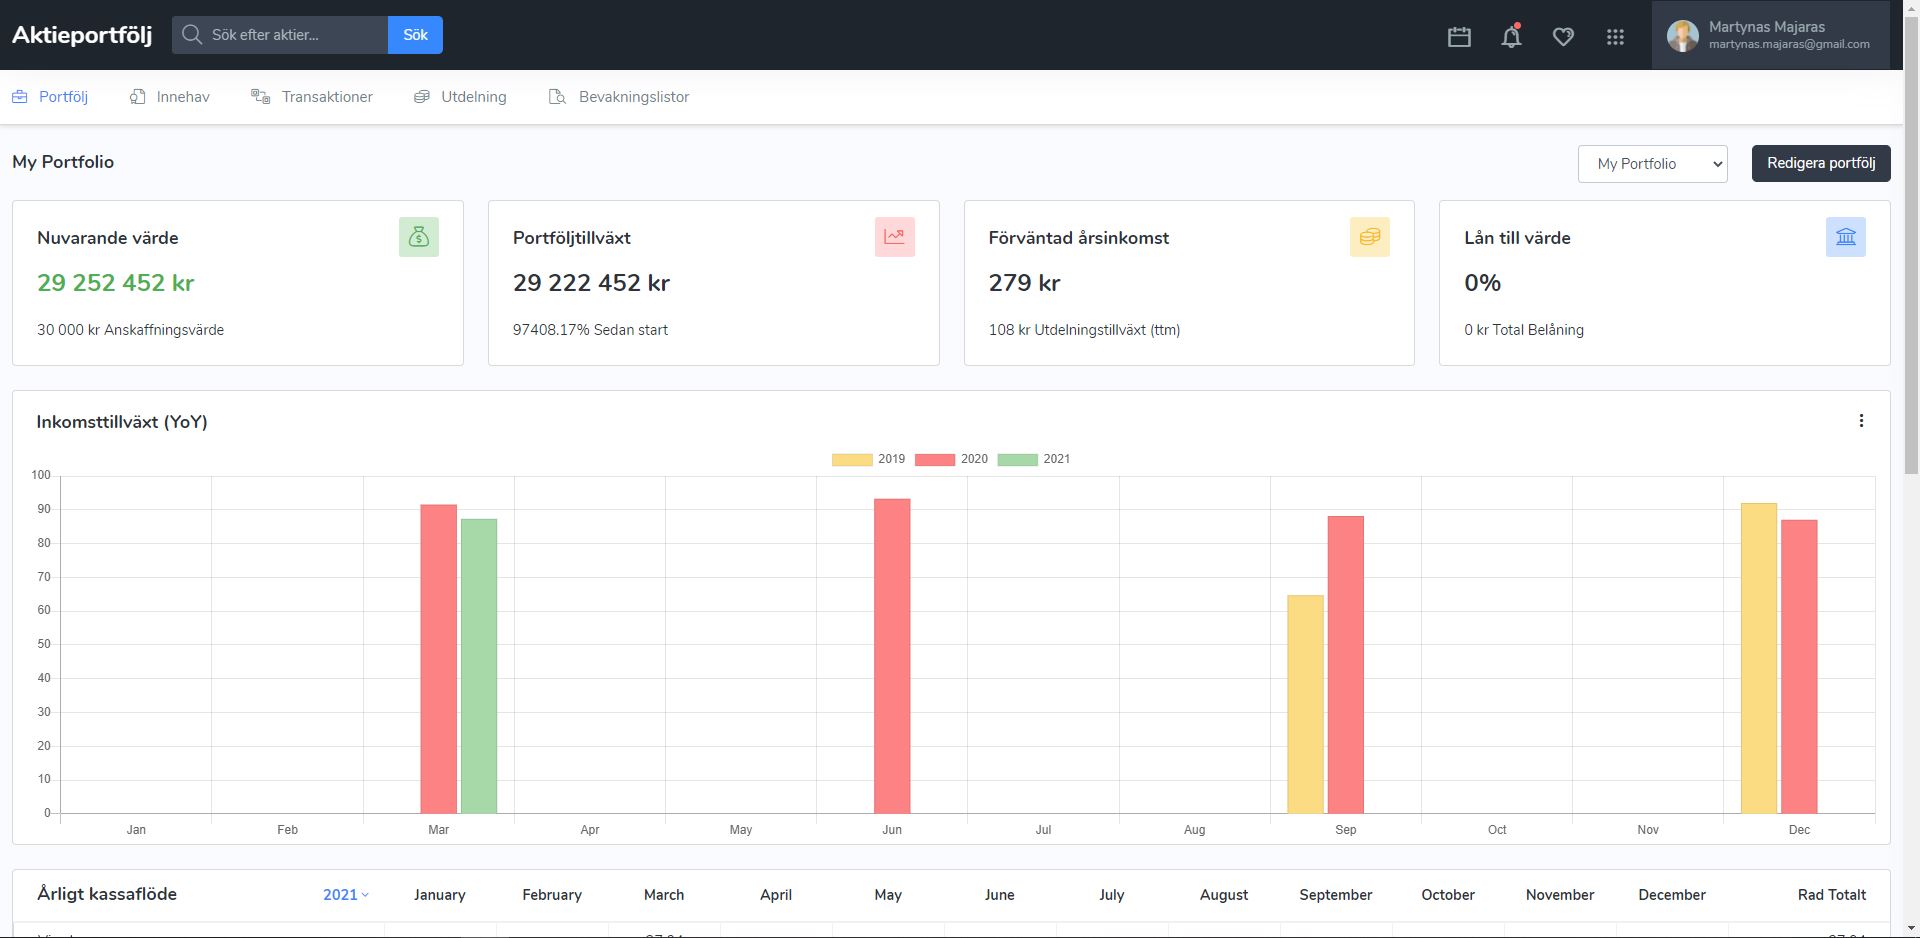 Aktieportfölj
Sök efter aktier...
Sök
Martynas Majaras
martynas.majaras@gmail.com
Portfölj
Innehav
Transaktioner
Utdelning
Bevakningslistor
My Portfolio
My Portfolio
Redigera portfölj
Nuvarande värde
29 252 452 kr
30 000 kr Anskaffningsvärde
Portföljtillväxt
29 222 452 kr
97408.17% Sedan start
Förväntad årsinkomst
279 kr
108 kr Utdelningstillväxt (ttm)
Lån till värde
0%
0 kr Total Belåning
Inkomsttillväxt (YoY)
2019 2020 2021
100
90
80
70
60
50
40
30
20
10
0
Jan Feb Mar Apr May Jun Jul Aug Sep Oct Nov Dec
Årligt kassaflöde 2021 January February March April May June July August September October November December Rad Totalt